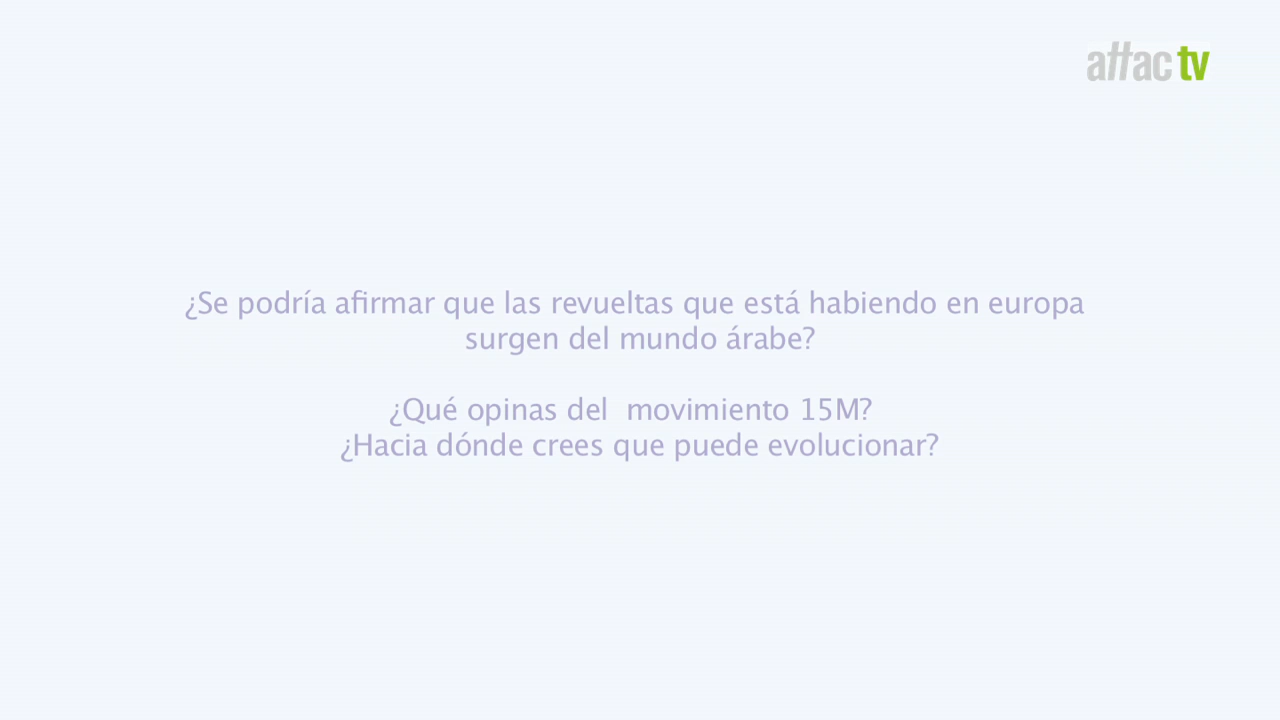 attac tv
¿Se podría afirmar que las revueltas que está habiendo en europa
surgen del mundo árabe?
¿Qué opinas del  movimiento 15M?
¿Hacia dónde crees que puede evolucionar?